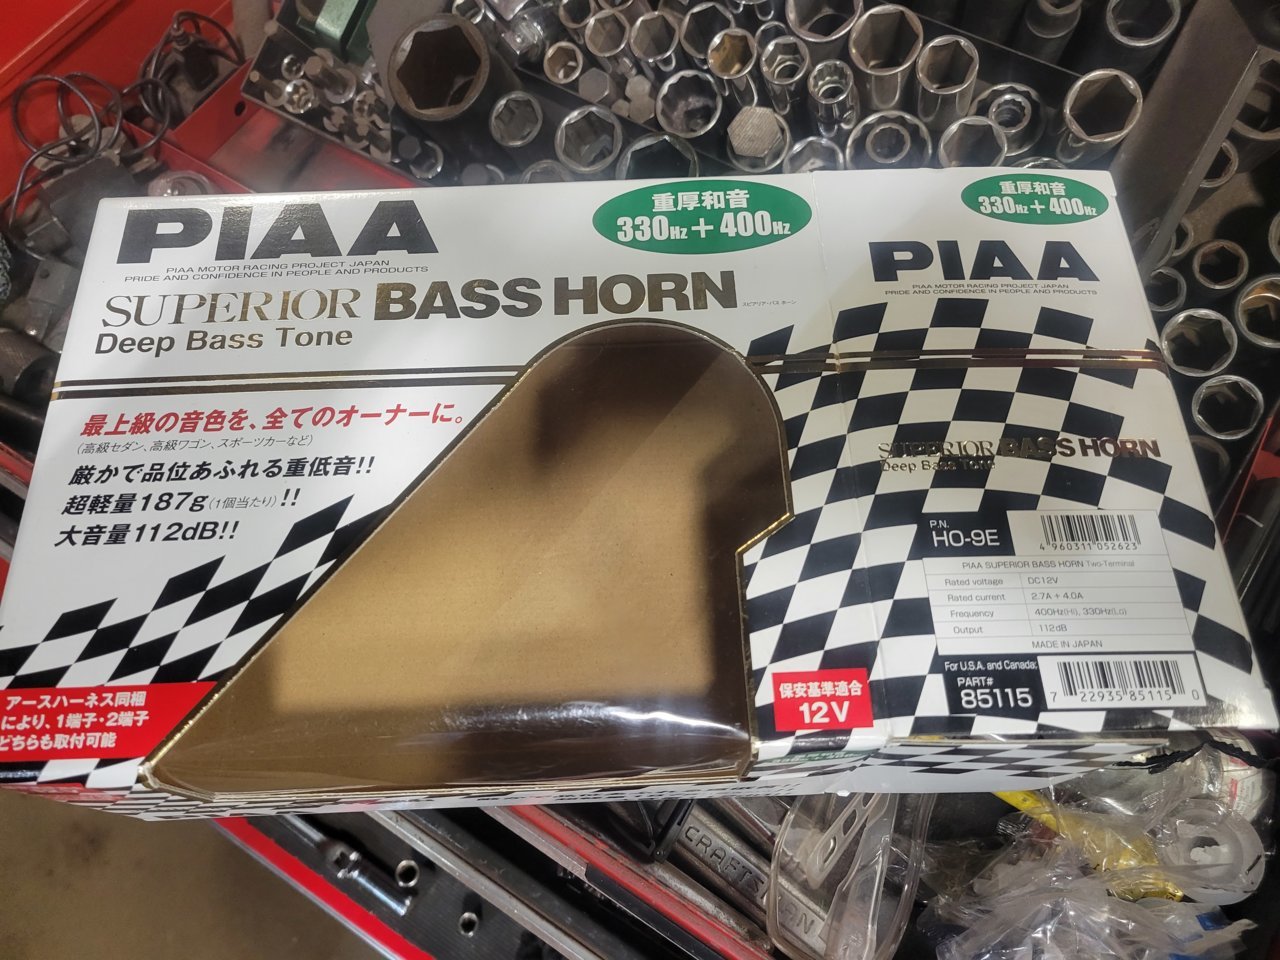 PIAA
PIAA MOTOR RACING PROJECT JAPAN
PRIDE AND CONFIDENCE IN PEOPLE AND PRODUCTS
重厚和音
330Hz+400Hz
SUPERIOR BASS HORN
スピアリア・バス ホーン
Deep Bass Tone
最上級の音色を、全てのオーナーに。
(高級セダン、高級ワゴン、スポーツカーなど)
厳かで品位あふれる重低音!!
超軽量187g(1個当たり)!!
大音量112dB!!
アースハーネス同梱
により、1端子・2端子
どちらも取付可能
保安基準適合
12V
重厚和音
330Hz+400Hz
PIAA
PIAA MOTOR RACING PROJECT JAPAN
PRIDE AND CONFIDENCE IN PEOPLE AND PRODUCTS
SUPERIOR BASS HORN
Deep Bass Tone
P.N.
HO-9E
4 960311 052623
PIAA SUPERIOR BASS HORN Two-Terminal
Rated voltage DC12V
Rated current 2.7A + 4.0A
Frequency 400Hz(Hi), 330Hz(Lo)
Output 112dB
MADE IN JAPAN
For U.S.A. and Canada:
PART#
85115
7 22935 85115 0
CRAFTSMAN